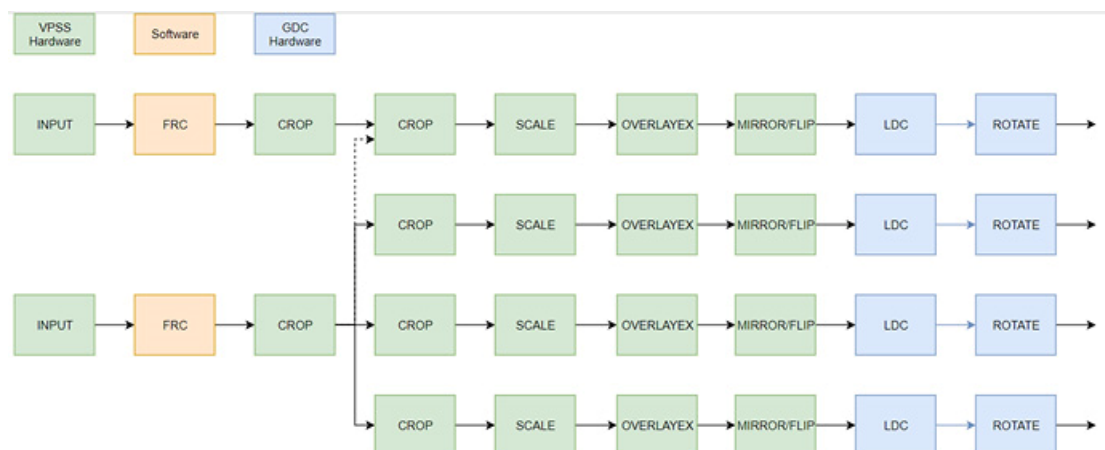 VPSS
Hardware
Software
GDC
Hardware
INPUT
FRC
CROP
CROP
SCALE
OVERLAYEX
MIRROR/FLIP
LDC
ROTATE
CROP
SCALE
OVERLAYEX
MIRROR/FLIP
LDC
ROTATE
INPUT
FRC
CROP
CROP
SCALE
OVERLAYEX
MIRROR/FLIP
LDC
ROTATE
CROP
SCALE
OVERLAYEX
MIRROR/FLIP
LDC
ROTATE